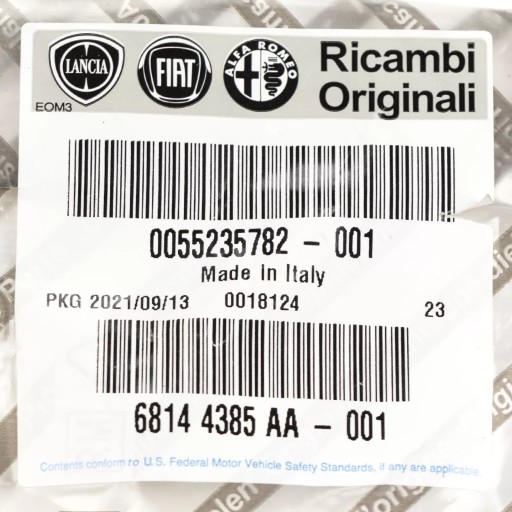 LANCIA FIAT ALFA ROMEO Ricambi
EOM3 Originali
0055235782 - 001
Made in Italy
PKG 2021/09/13 0018124 23
6814 4385 AA - 001
Contents conform to U.S. Federal Motor Vehicle Safety Standards, if any are applicable